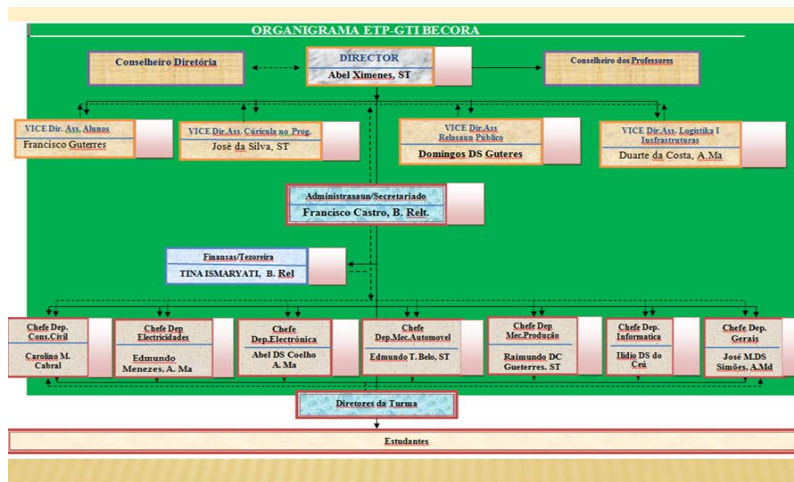 ORGANIGRAMA ETP-GTI BECORA
Conselheiro Diretória
DIRECTOR
Abel Ximenes, ST
Conselheiro dos Professores
VICE Dir. Ass. Alunos
Francisco Guterres
VICE Dir.Ass. Cúricula no Prog.
Josè da Silva, ST
VICE Dir.Ass
Relasaun Público
Domingos DS Guteres
VICE Dir.Ass. Logistika I
Insfrastruturas
Duarte da Costa, A.Ma
Administrasaun/Secretariado
Francisco Castro, B. Relt.
Finansas/Tezoreira
TINA ISMARYATI, B. Rel
Chefe Dep.
Cons.Civil
Carolino M.
Cabral
Chefe Dep
Electricidades
Edmundo
Menezes, A. Ma
Chefe
Dep.Electrónica
Abel DS Coelho
A. Ma
Chefe
Dep.Mec.Automovel
Edmundo T. Belo, ST
Chefe Dep
Mec.Produção
Raimundo DC
Gueterres, ST
Chefe Dep.
Informatica
Ilidio DS do
Ceú
Chefe Dep.
Gerais
José M.DS
Simões, A.Md
Diretores da Turma
Estudantes